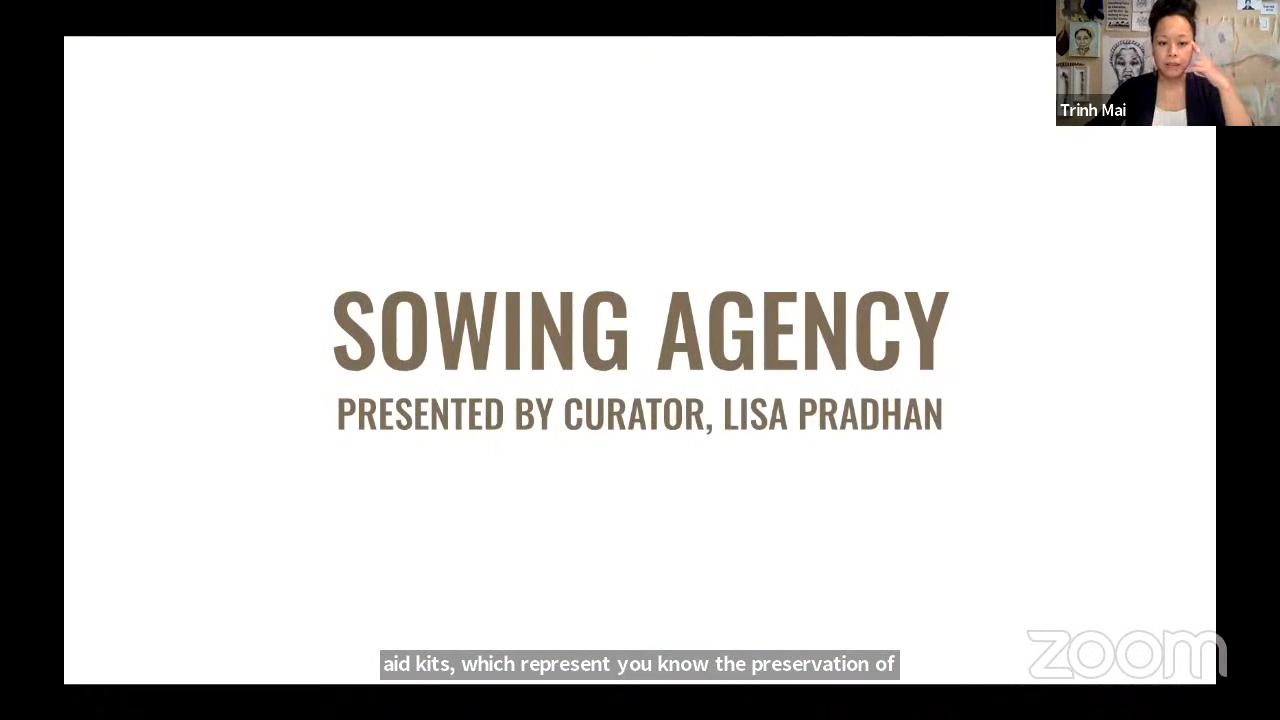 Trinh Mai
SOWING AGENCY
PRESENTED BY CURATOR, LISA PRADHAN
aid kits, which represent you know the preservation of
zoom